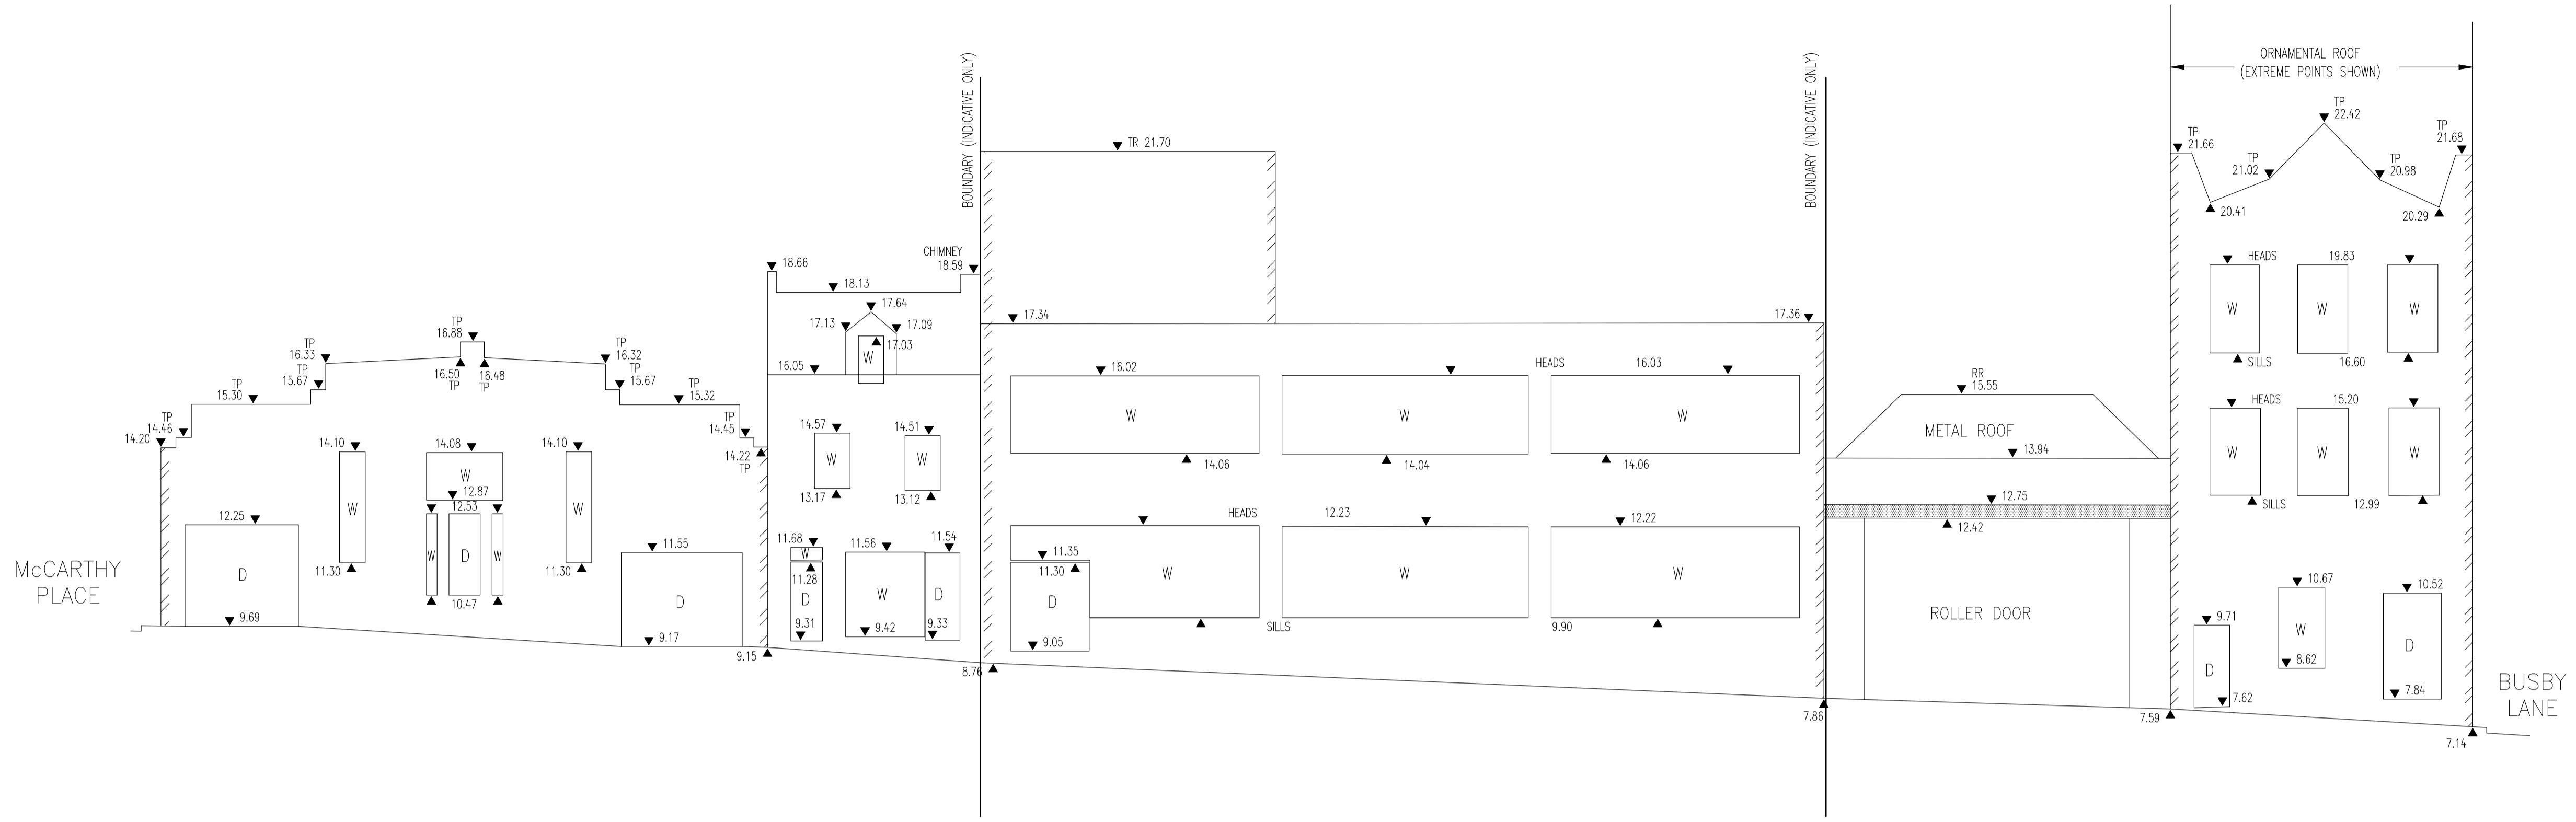 McCARTHY
PLACE
14.20
TP
14.46
TP
15.30
TP
15.67
TP
16.33
TP
16.88
16.50
TP
16.48
TP
TP
16.32
TP
15.67
TP
15.32
TP
14.45
14.22
TP
14.10
W
11.30
14.08
W
12.87
12.53
W
D
W
10.47
14.10
W
11.30
12.25
D
9.69
11.55
D
9.17
9.15
18.66
18.13
CHIMNEY
18.59
17.64
17.13
17.09
17.03
W
16.05
14.57
W
13.17
14.51
W
13.12
11.68
W
11.28
D
9.31
11.56
W
9.42
11.54
D
9.33
8.76
BOUNDARY (INDICATIVE ONLY)
TR 21.70
17.34
17.36
16.02
W
14.06
W
14.04
HEADS
16.03
W
14.06
HEADS
12.23
12.22
11.35
11.30
D
9.05
W
W
W
SILLS
9.90
7.86
BOUNDARY (INDICATIVE ONLY)
RR
15.55
METAL ROOF
13.94
12.75
12.42
ROLLER DOOR
7.59
ORNAMENTAL ROOF
(EXTREME POINTS SHOWN)
TP
21.66
TP
21.02
TP
22.42
TP
20.98
TP
21.68
20.41
20.29
HEADS
19.83
W
W
W
SILLS
16.60
HEADS
15.20
W
W
W
SILLS
12.99
9.71
D
7.62
10.67
W
8.62
10.52
D
7.84
7.14
BUSBY
LANE